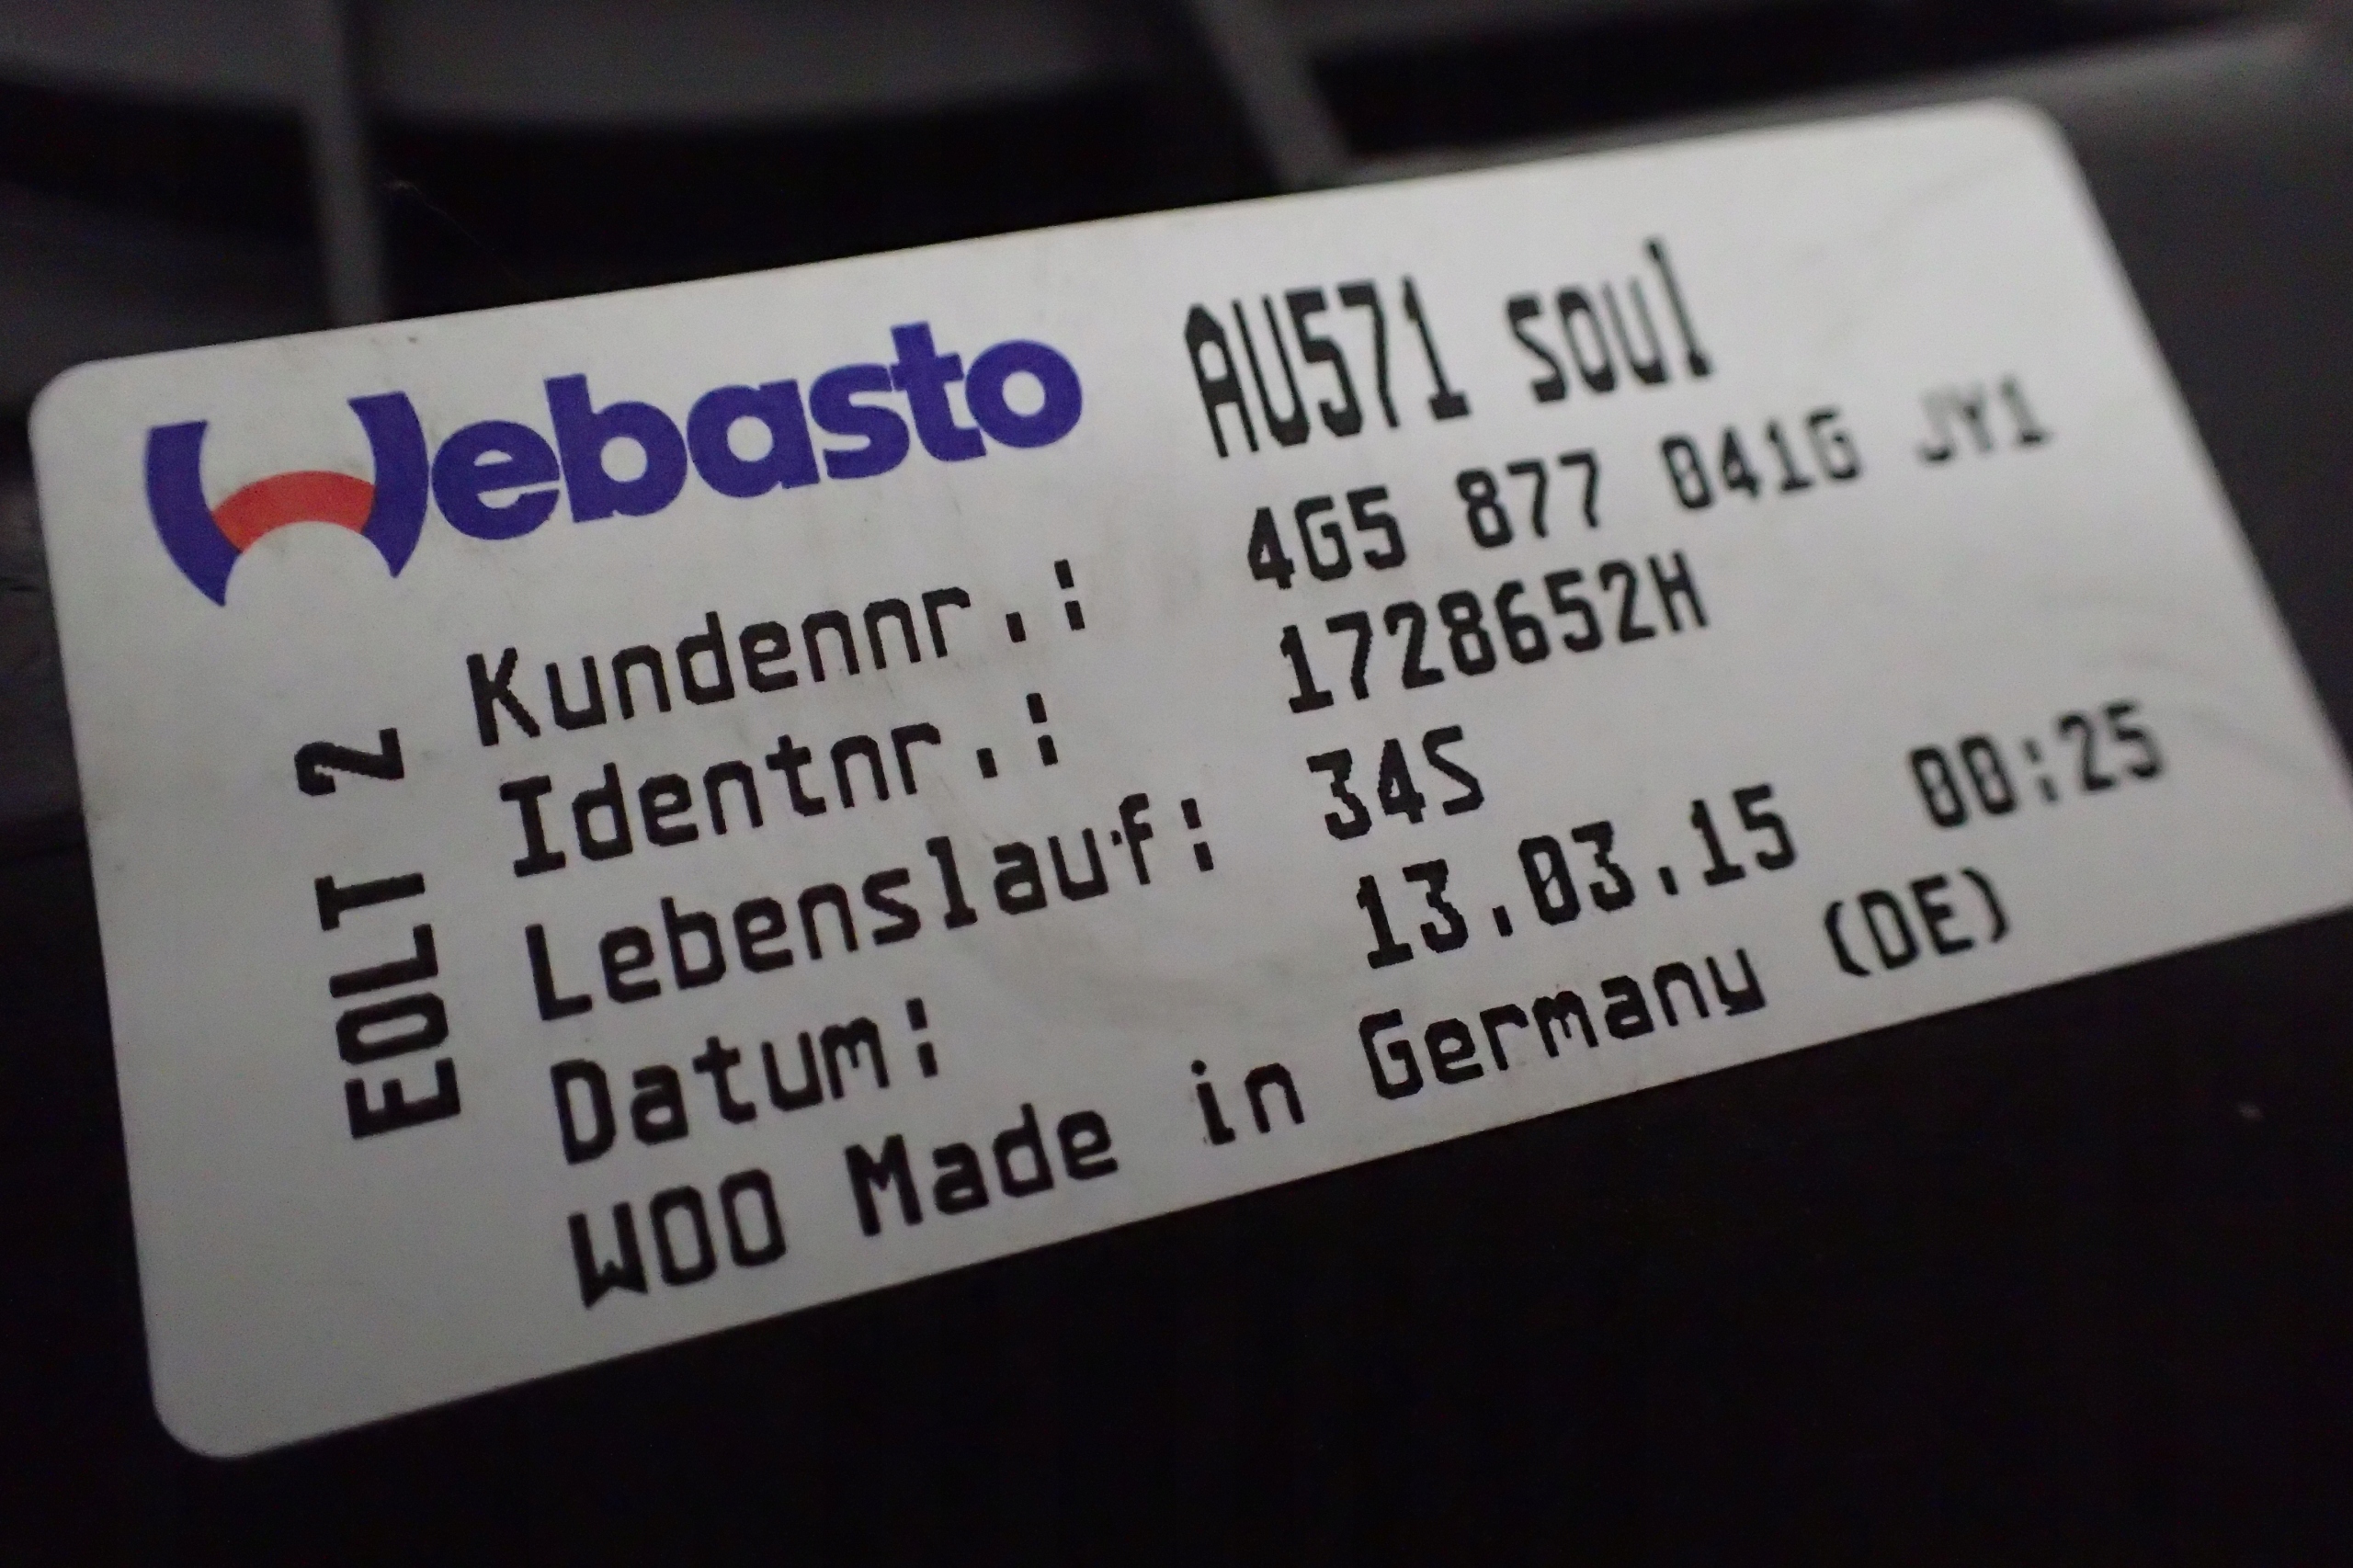 Webasto AU571 soul
Kundennr.: 4G5 877 041G JY1
Identnr.: 1728652H
Lebenslauf: 34S
Datum: 13.03.15 00:25
WOO Made in Germany (DE)
EOLT 2